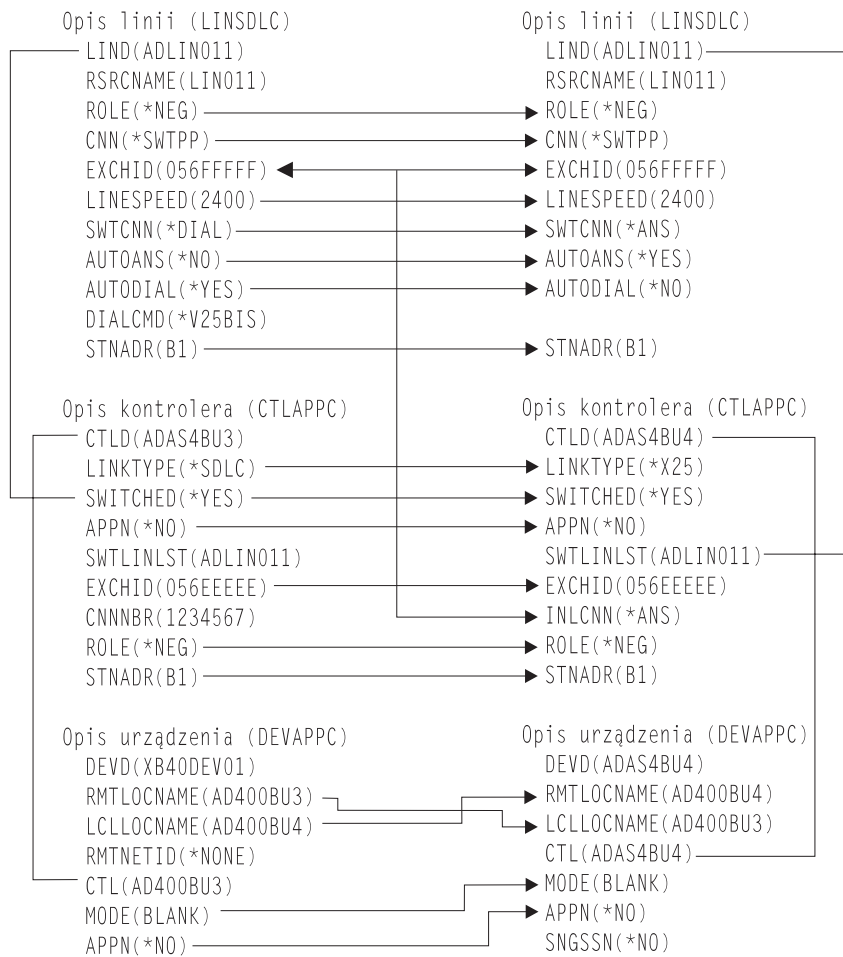 Opis linii (LINSDLC)
LIND(ADLIN011)
RSRCNAME(LIN011)
ROLE(*NEG)
CNN(*SWTPP)
EXCHID(056FFFFF)
LINESPEED(2400)
SWTCNN(*DIAL)
AUTOANS(*NO)
AUTODIAL(*YES)
DIALCMD(*V25BIS)
STNADR(B1)
Opis kontrolera (CTLAPPC)
CTLD(ADAS4BU3)
LINKTYPE(*SDLC)
SWITCHED(*YES)
APPN(*NO)
SWTLINLST(ADLIN011)
EXCHID(056EEEEE)
CNNNBR(1234567)
ROLE(*NEG)
STNADR(B1)
Opis urządzenia (DEVAPPC)
DEVD(XB40DEV01)
RMTLOCNAME(AD400BU3)
LCLLOCNAME(AD400BU4)
RMTNETID(*NONE)
CTL(AD400BU3)
MODE(BLANK)
APPN(*NO)
Opis linii (LINSDLC)
LIND(ADLIN011)
RSRCNAME(LIN011)
ROLE(*NEG)
CNN(*SWTPP)
EXCHID(056FFFFF)
LINESPEED(2400)
SWTCNN(*ANS)
AUTOANS(*YES)
AUTODIAL(*NO)
STNADR(B1)
Opis kontrolera (CTLAPPC)
CTLD(ADAS4BU4)
LINKTYPE(*X25)
SWITCHED(*YES)
APPN(*NO)
SWTLINLST(ADLIN011)
EXCHID(056EEEEE)
INLCNN(*ANS)
ROLE(*NEG)
STNADR(B1)
Opis urządzenia (DEVAPPC)
DEVD(ADAS4BU4)
RMTLOCNAME(AD400BU4)
LCLLOCNAME(AD400BU3)
CTL(ADAS4BU4)
MODE(BLANK)
APPN(*NO)
SNGSSN(*NO)